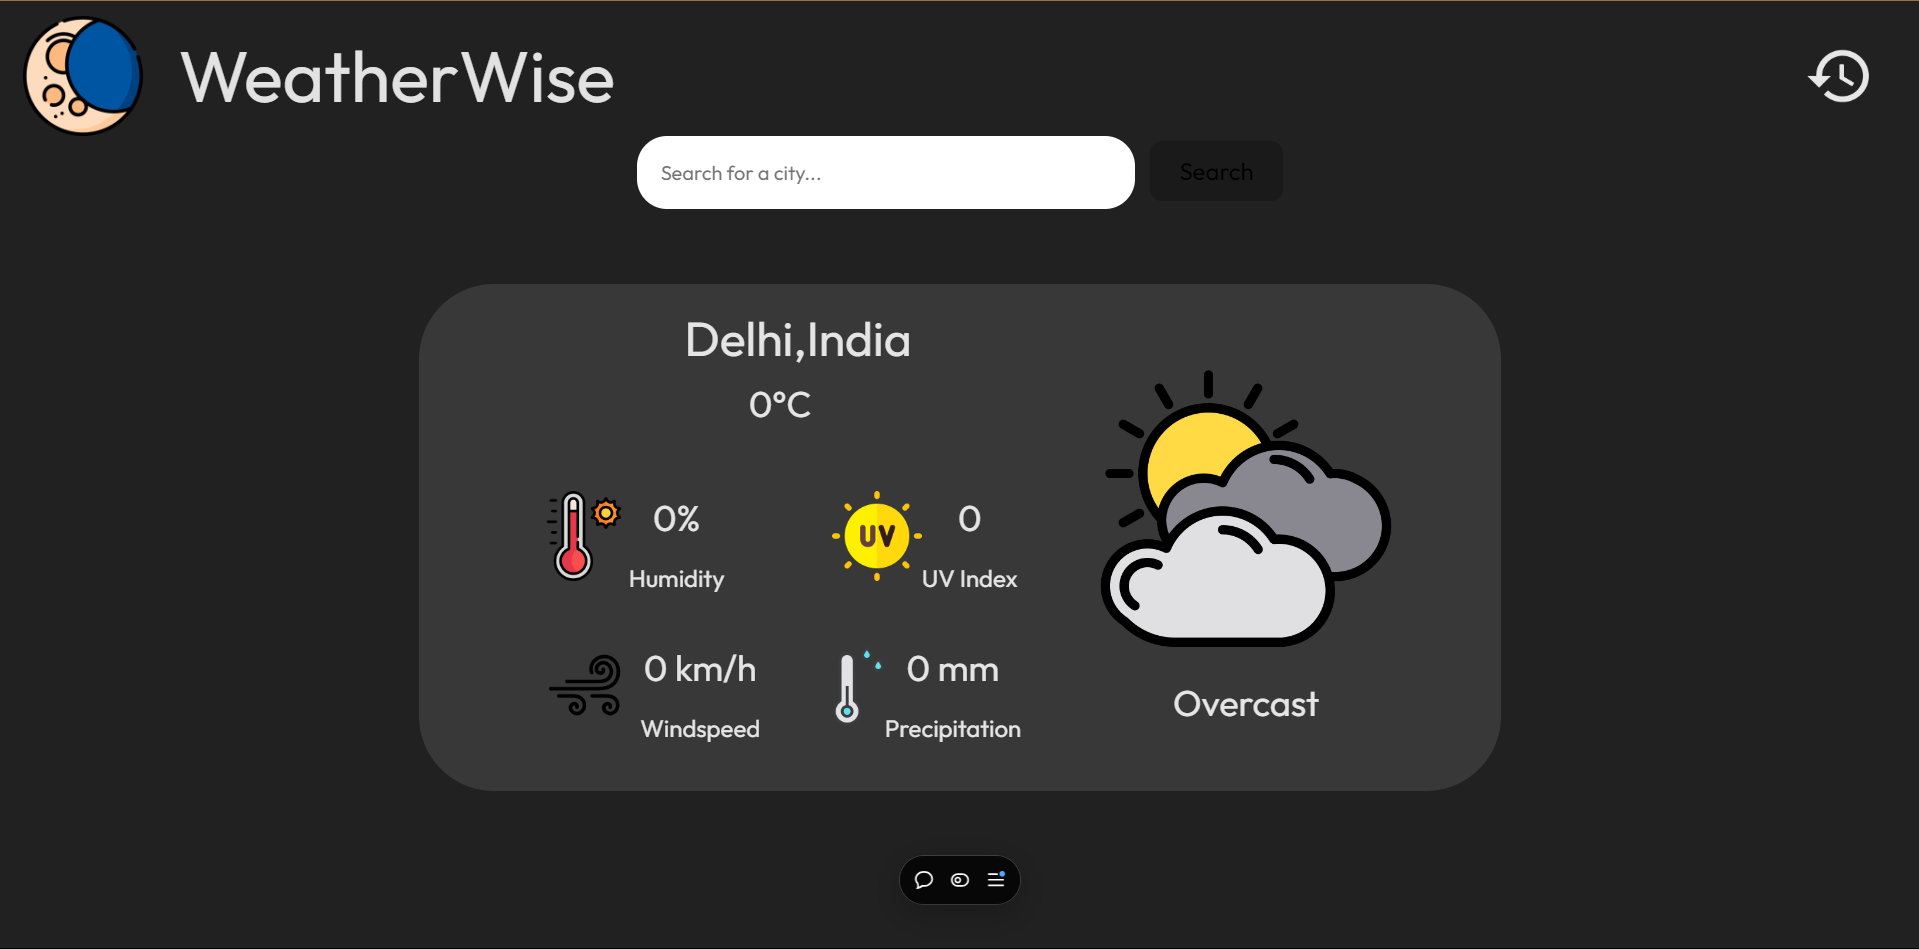 WeatherWise
Search for a city...
Search
Delhi,India
0°C
0%
Humidity
UV
0
UV Index
0 km/h
Windspeed
0 mm
Precipitation
Overcast